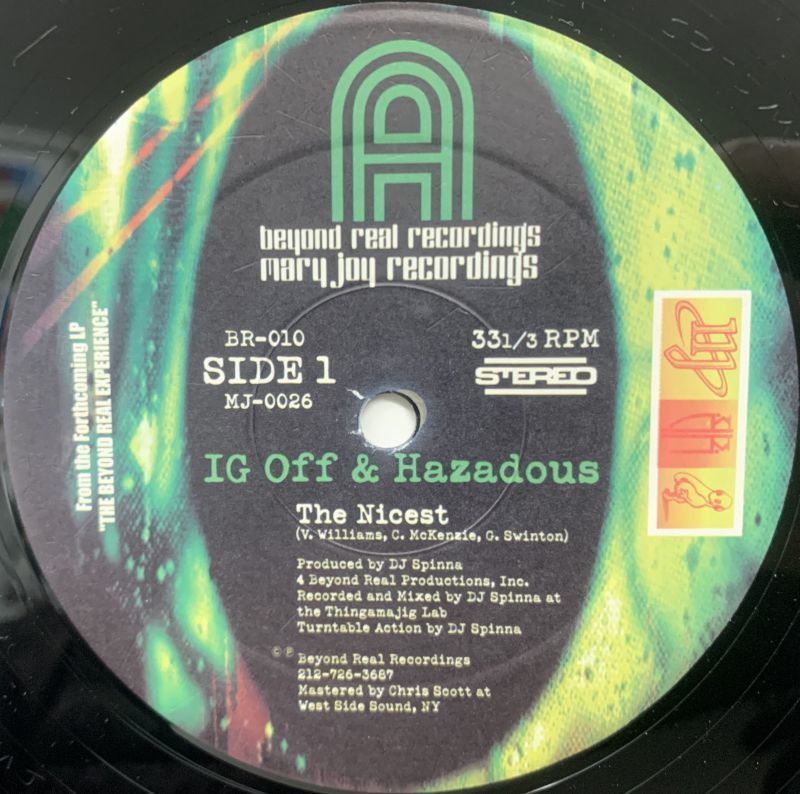 beyond real recordings
mary joy recordings
BR-010
SIDE 1
MJ-0026
33 1/3 RPM
STEREO
From the Forthcoming LP
"THE BEYOND REAL EXPERIENCE"
IG Off & Hazadous
The Nicest
(V. Williams, C. McKenzie, G. Swinton)
Produced by DJ Spinna
4 Beyond Real Productions, Inc.
Recorded and Mixed by DJ Spinna at
the Thingamajig Lab
Turntable Action by DJ Spinna
© ℗ Beyond Real Recordings
212-726-3687
Mastered by Chris Scott at
West Side Sound, NY